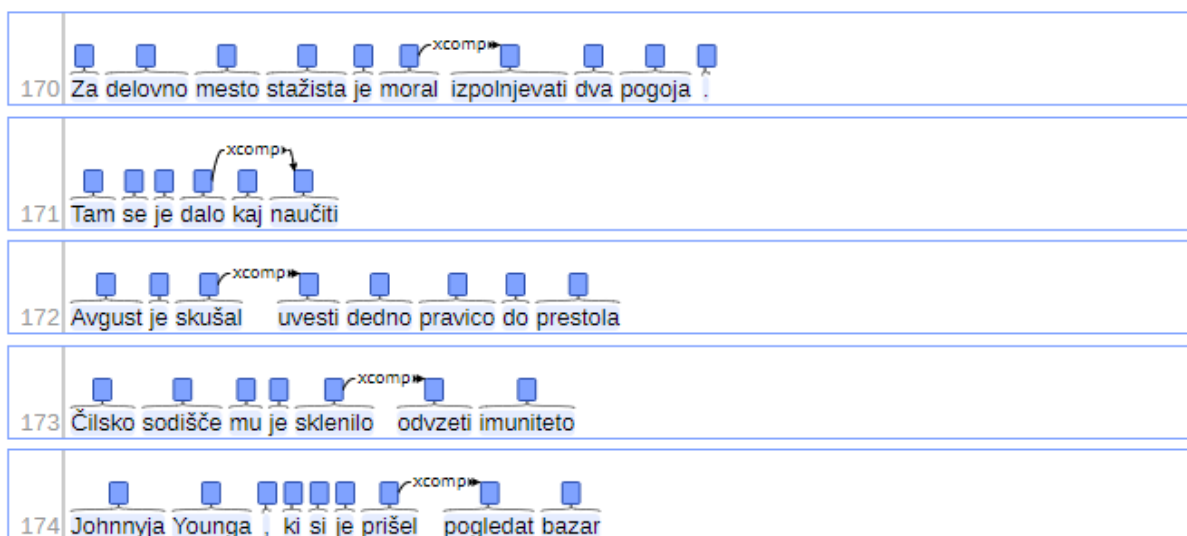 xcomp
170 Za delovno mesto stažista je moral izpolnjevati dva pogoja .
xcomp
171 Tam se je dalo kaj naučiti
xcomp
172 Avgust je skušal uvesti dedno pravico do prestola
xcomp
173 Čilsko sodišče mu je sklenilo odvzeti imuniteto
xcomp
174 Johnnyja Younga , ki si je prišel pogledat bazar